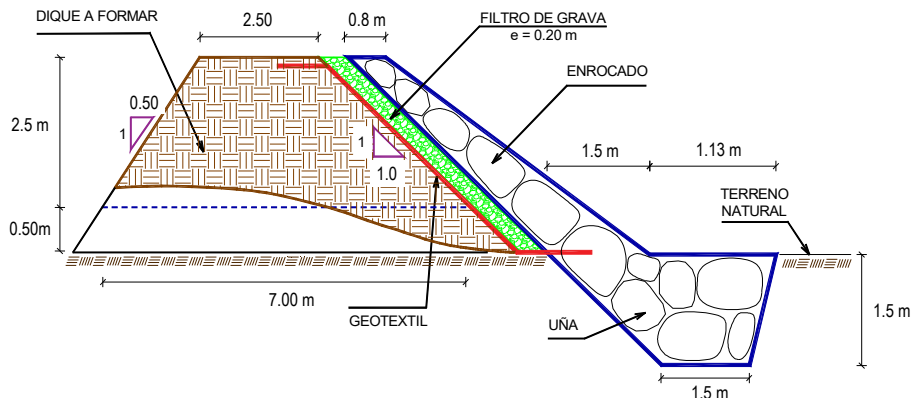 DIQUE A FORMAR
2.50
0.8 m
FILTRO DE GRAVA
e = 0.20 m
ENROCADO
0.50
1
2.5 m
1
1.0
1.5 m
1.13 m
TERRENO
NATURAL
0.50m
7.00 m
GEOTEXTIL
UÑA
1.5 m
1.5 m